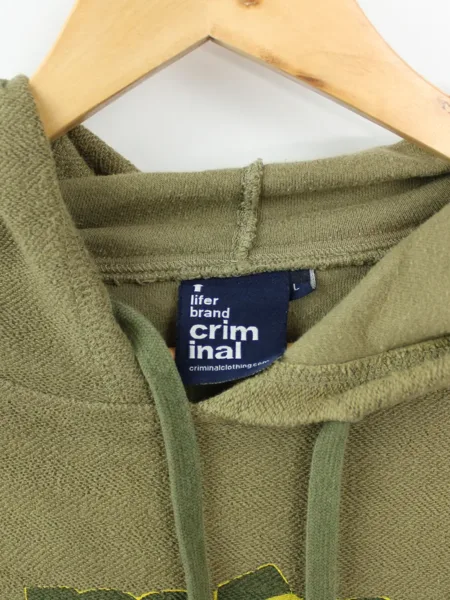 lifer
brand
crim
inal
criminalclothing.com
L